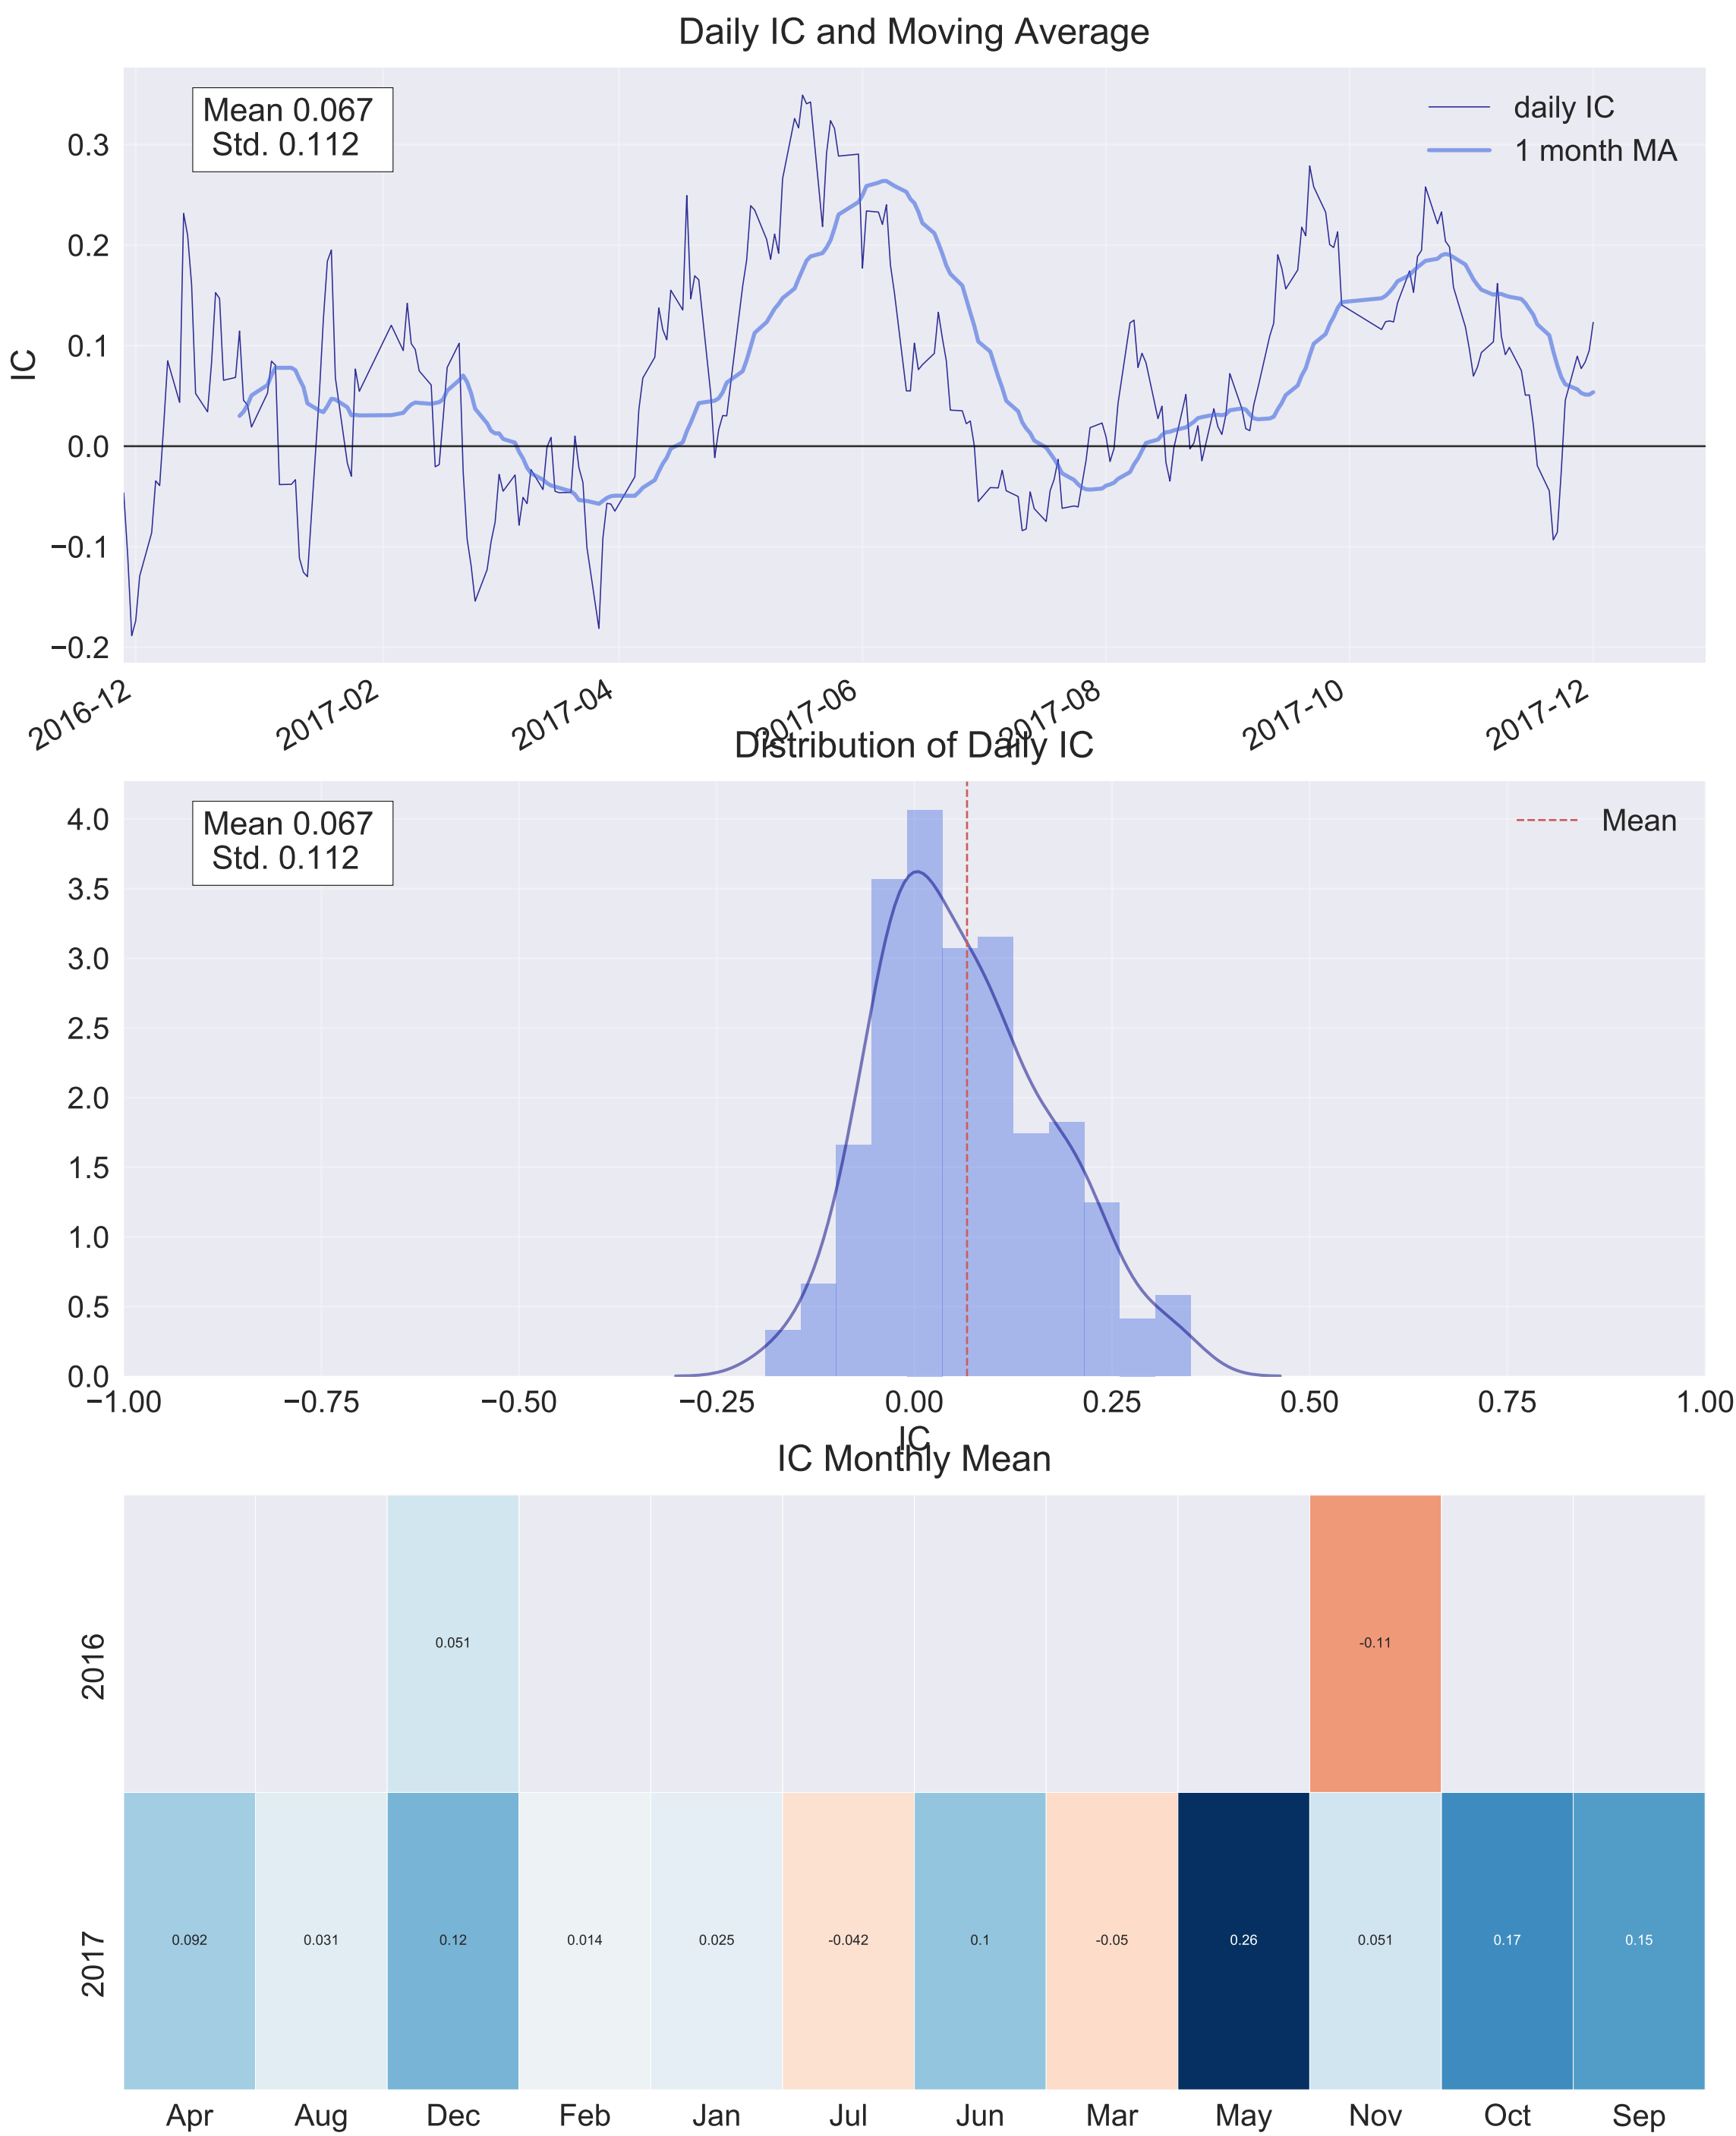 Daily IC and Moving Average
Mean 0.067
Std. 0.112
daily IC
1 month MA
IC
0.3
0.2
0.1
0.0
−0.1
−0.2
2016-12
2017-02
2017-04
2017-06
2017-08
2017-10
2017-12
Distribution of Daily IC
Mean 0.067
Std. 0.112
Mean
4.0
3.5
3.0
2.5
2.0
1.5
1.0
0.5
0.0
−1.00 −0.75 −0.50 −0.25 0.00 0.25 0.50 0.75 1.00
IC
IC Monthly Mean
2016
0.051 -0.11
2017
0.092 0.031 0.12 0.014 0.025 -0.042 0.1 -0.05 0.26 0.051 0.17 0.15
Apr Aug Dec Feb Jan Jul Jun Mar May Nov Oct Sep